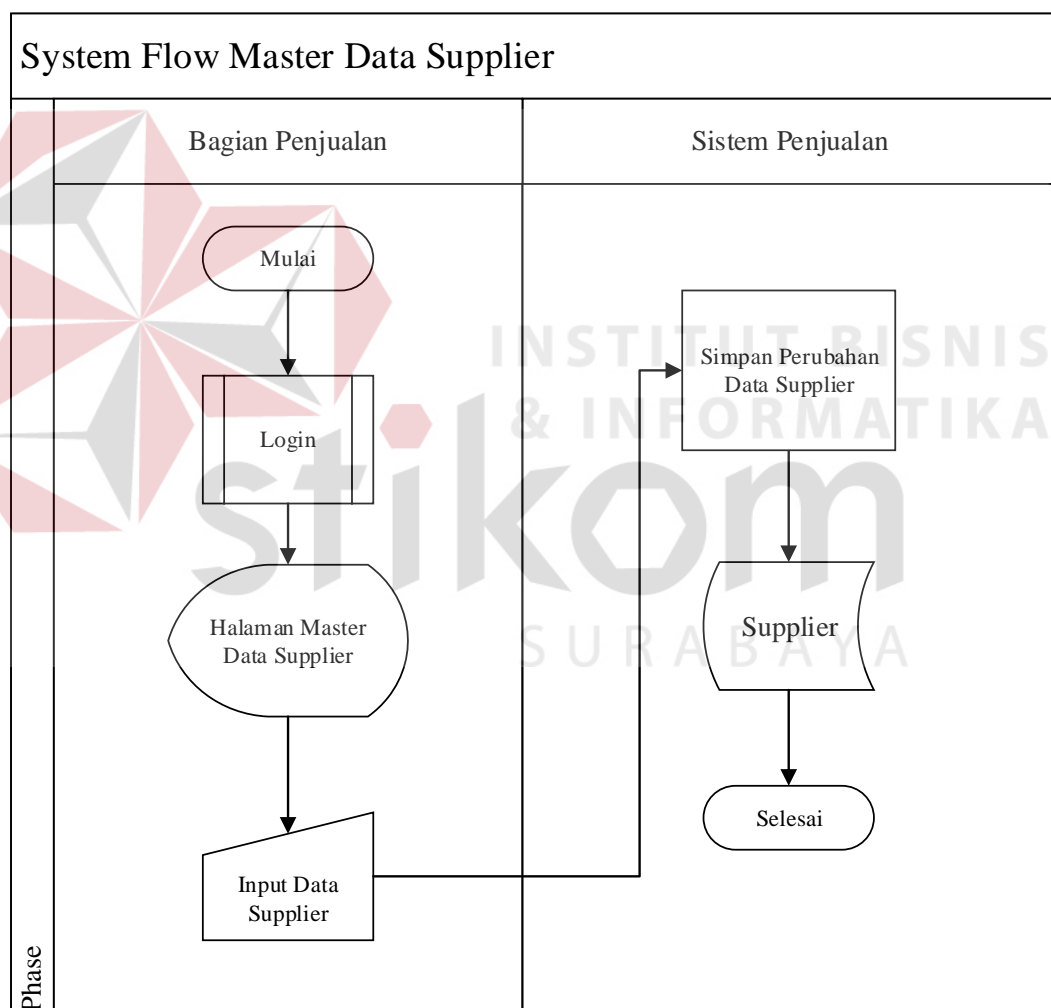 System Flow Master Data Supplier
Bagian Penjualan
Sistem Penjualan
Mulai
Login
Halaman Master
Data Supplier
Input Data
Supplier
Simpan Perubahan
Data Supplier
Supplier
Selesai
Phase
INSTITUT BISNIS
& INFORMATIKA
stikom
SURABAYA